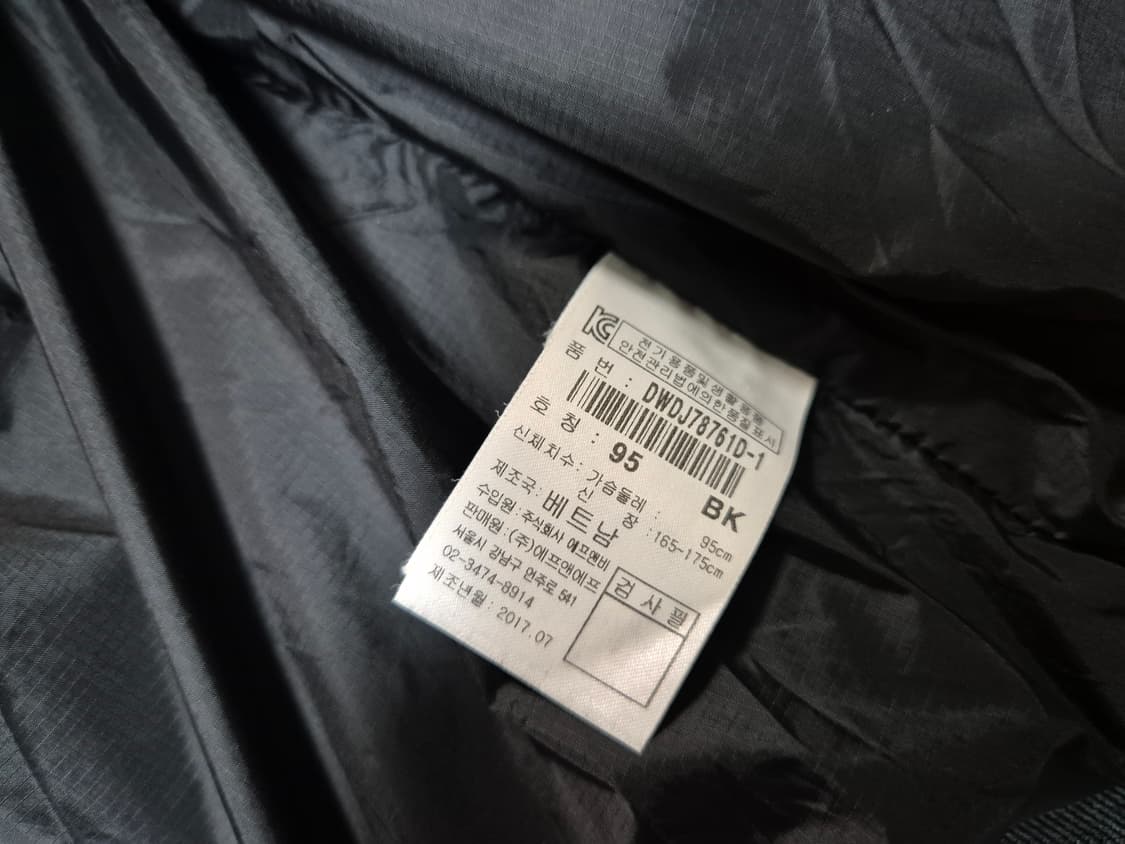 KC 전기용품및생활용품
안전관리법에의한품질표시
품 번 : DWDJ78761D-1
호 칭 : 95 BK
신체치수 : 가슴둘레 : 95cm
신 장 : 165~175cm
제조국 : 베트남
수입원 : 주식회사 에프앤비
판매원 : (주)에프앤에프
서울시 강남구 언주로 541
02-3474-8914
제조년월 : 2017.07
검 사 필